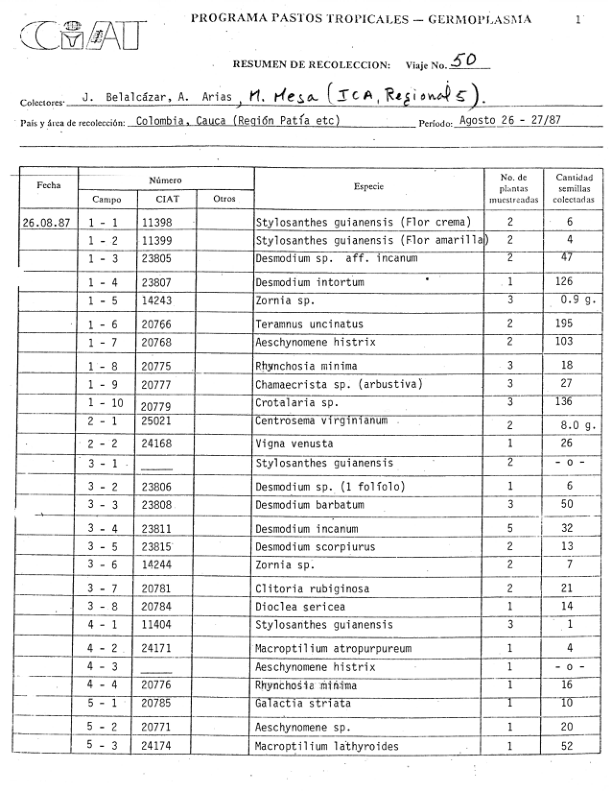 CIAT PROGRAMA PASTOS TROPICALES — GERMOPLASMA 1
RESUMEN DE RECOLECCION: Viaje No. 50
Colectores: J. Belalcázar, A. Arias, M. Mesa (ICA, Regional 5).
País y área de recolección: Colombia, Cauca (Región Patía etc) Período: Agosto 26 - 27/87
Fecha Número Especie No. de plantas muestreadas Cantidad semillas colectadas
Campo CIAT Otros
26.08.87 1 - 1 11398 Stylosanthes guianensis (Flor crema) 2 6
1 - 2 11399 Stylosanthes guianensis (Flor amarilla) 2 4
1 - 3 23805 Desmodium sp. aff. incanum 2 47
1 - 4 23807 Desmodium intortum 1 126
1 - 5 14243 Zornia sp. 3 0.9 g.
1 - 6 20766 Teramnus uncinatus 2 195
1 - 7 20768 Aeschynomene histrix 2 103
1 - 8 20775 Rhynchosia minima 3 18
1 - 9 20777 Chamaecrista sp. (arbustiva) 3 27
1 - 10 20779 Crotalaria sp. 3 136
2 - 1 25021 Centrosema virginianum 2 8.0 g.
2 - 2 24168 Vigna venusta 1 26
3 - 1 ____ Stylosanthes guianensis 2 - o -
3 - 2 23806 Desmodium sp. (1 folífolo) 1 6
3 - 3 23808 Desmodium barbatum 3 50
3 - 4 23811 Desmodium incanum 5 32
3 - 5 23815 Desmodium scorpiurus 2 13
3 - 6 14244 Zornia sp. 2 7
3 - 7 20781 Clitoria rubiginosa 2 21
3 - 8 20784 Dioclea sericea 1 14
4 - 1 11404 Stylosanthes guianensis 3 1
4 - 2 24171 Macroptilium atropurpureum 1 4
4 - 3 ____ Aeschynomene histrix 1 - o -
4 - 4 20776 Rhynchosia minima 1 16
5 - 1 20785 Galactia striata 1 10
5 - 2 20771 Aeschynomene sp. 1 20
5 - 3 24174 Macroptilium lathyroides 1 52